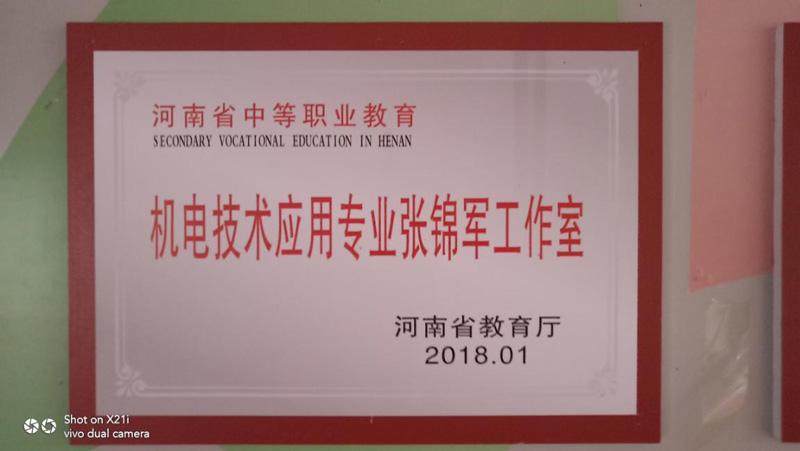 河南省中等职业教育
SECONDARY VOCATIONAL EDUCATION IN HENAN
机电技术应用专业张锦军工作室
河南省教育厅
2018.01
Shot on X21i
vivo dual camera